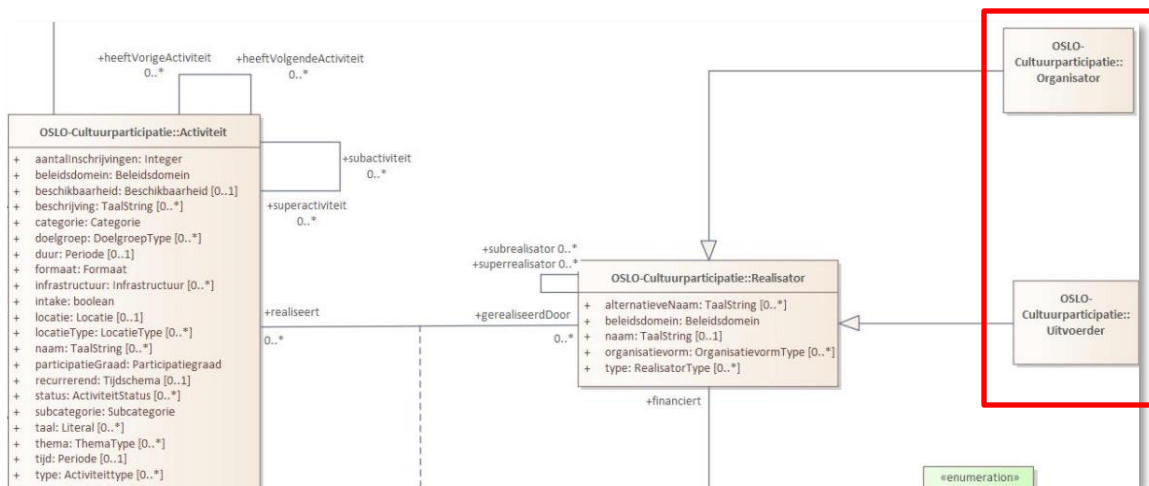 +heeftVorigeActiviteit
0..*
+heeftVolgendeActiviteit
0..*
OSLO-Cultuurparticipatie::Activiteit
+ aantalInschrijvingen: Integer
+ beleidsdomein: Beleidsdomein
+ beschikbaarheid: Beschikbaarheid [0..1]
+ beschrijving: TaalString [0..*]
+ categorie: Categorie
+ doelgroep: DoelgroepType [0..*]
+ duur: Periode [0..1]
+ formaat: Formaat
+ infrastructuur: Infrastructuur [0..*]
+ intake: boolean
+ locatie: Locatie [0..1]
+ locatieType: LocatieType [0..*]
+ naam: TaalString [0..*]
+ participatieGraad: Participatiegraad
+ recurrerend: Tijdschema [0..1]
+ status: ActiviteitStatus [0..*]
+ subcategorie: Subcategorie
+ taal: Literal [0..*]
+ thema: ThemaType [0..*]
+ tijd: Periode [0..1]
+ type: Activiteittype [0..*]
+subactiviteit
0..*
+superactiviteit
0..*
+realiseert
0..*
+gerealiseerdDoor
0..*
+subrealisator 0..*
+superrealisator 0..*
OSLO-Cultuurparticipatie::Realisator
+ alternatieveNaam: TaalString [0..*]
+ beleidsdomein: Beleidsdomein
+ naam: TaalString [0..1]
+ organisatievorm: OrganisatievormType [0..*]
+ type: RealisatorType [0..*]
+financiert
OSLO-
Cultuurparticipatie::
Organisator
OSLO-
Cultuurparticipatie::
Uitvoerder
«enumeration»